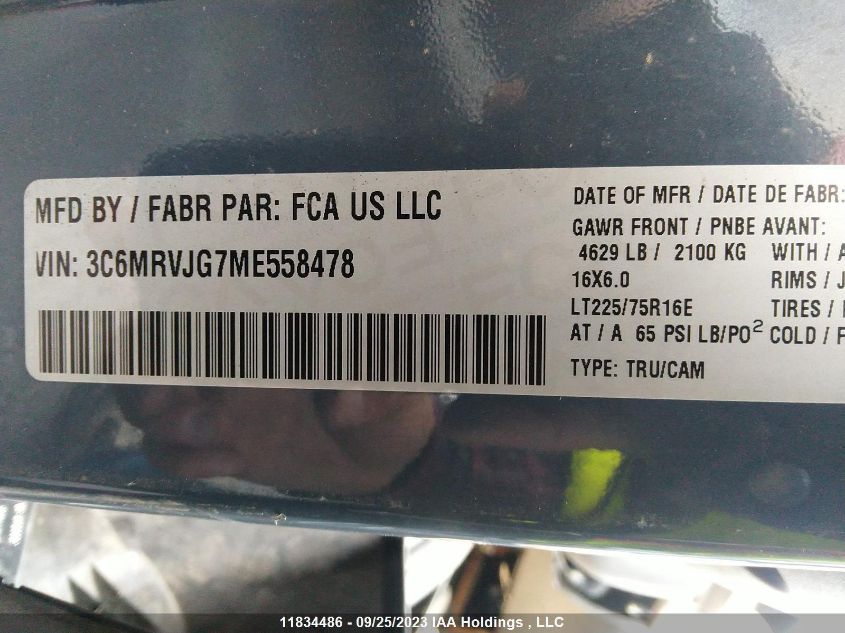 MFD BY / FABR PAR: FCA US LLC
VIN: 3C6MRVJG7ME558478
DATE OF MFR / DATE DE FABR:
GAWR FRONT / PNBE AVANT:
4629 LB / 2100 KG WITH /
16X6.0 RIMS /
LT225/75R16E TIRES /
AT / A 65 PSI LB/PO² COLD /
TYPE: TRU/CAM
11834486 - 09/25/2023 IAA Holdings , LLC